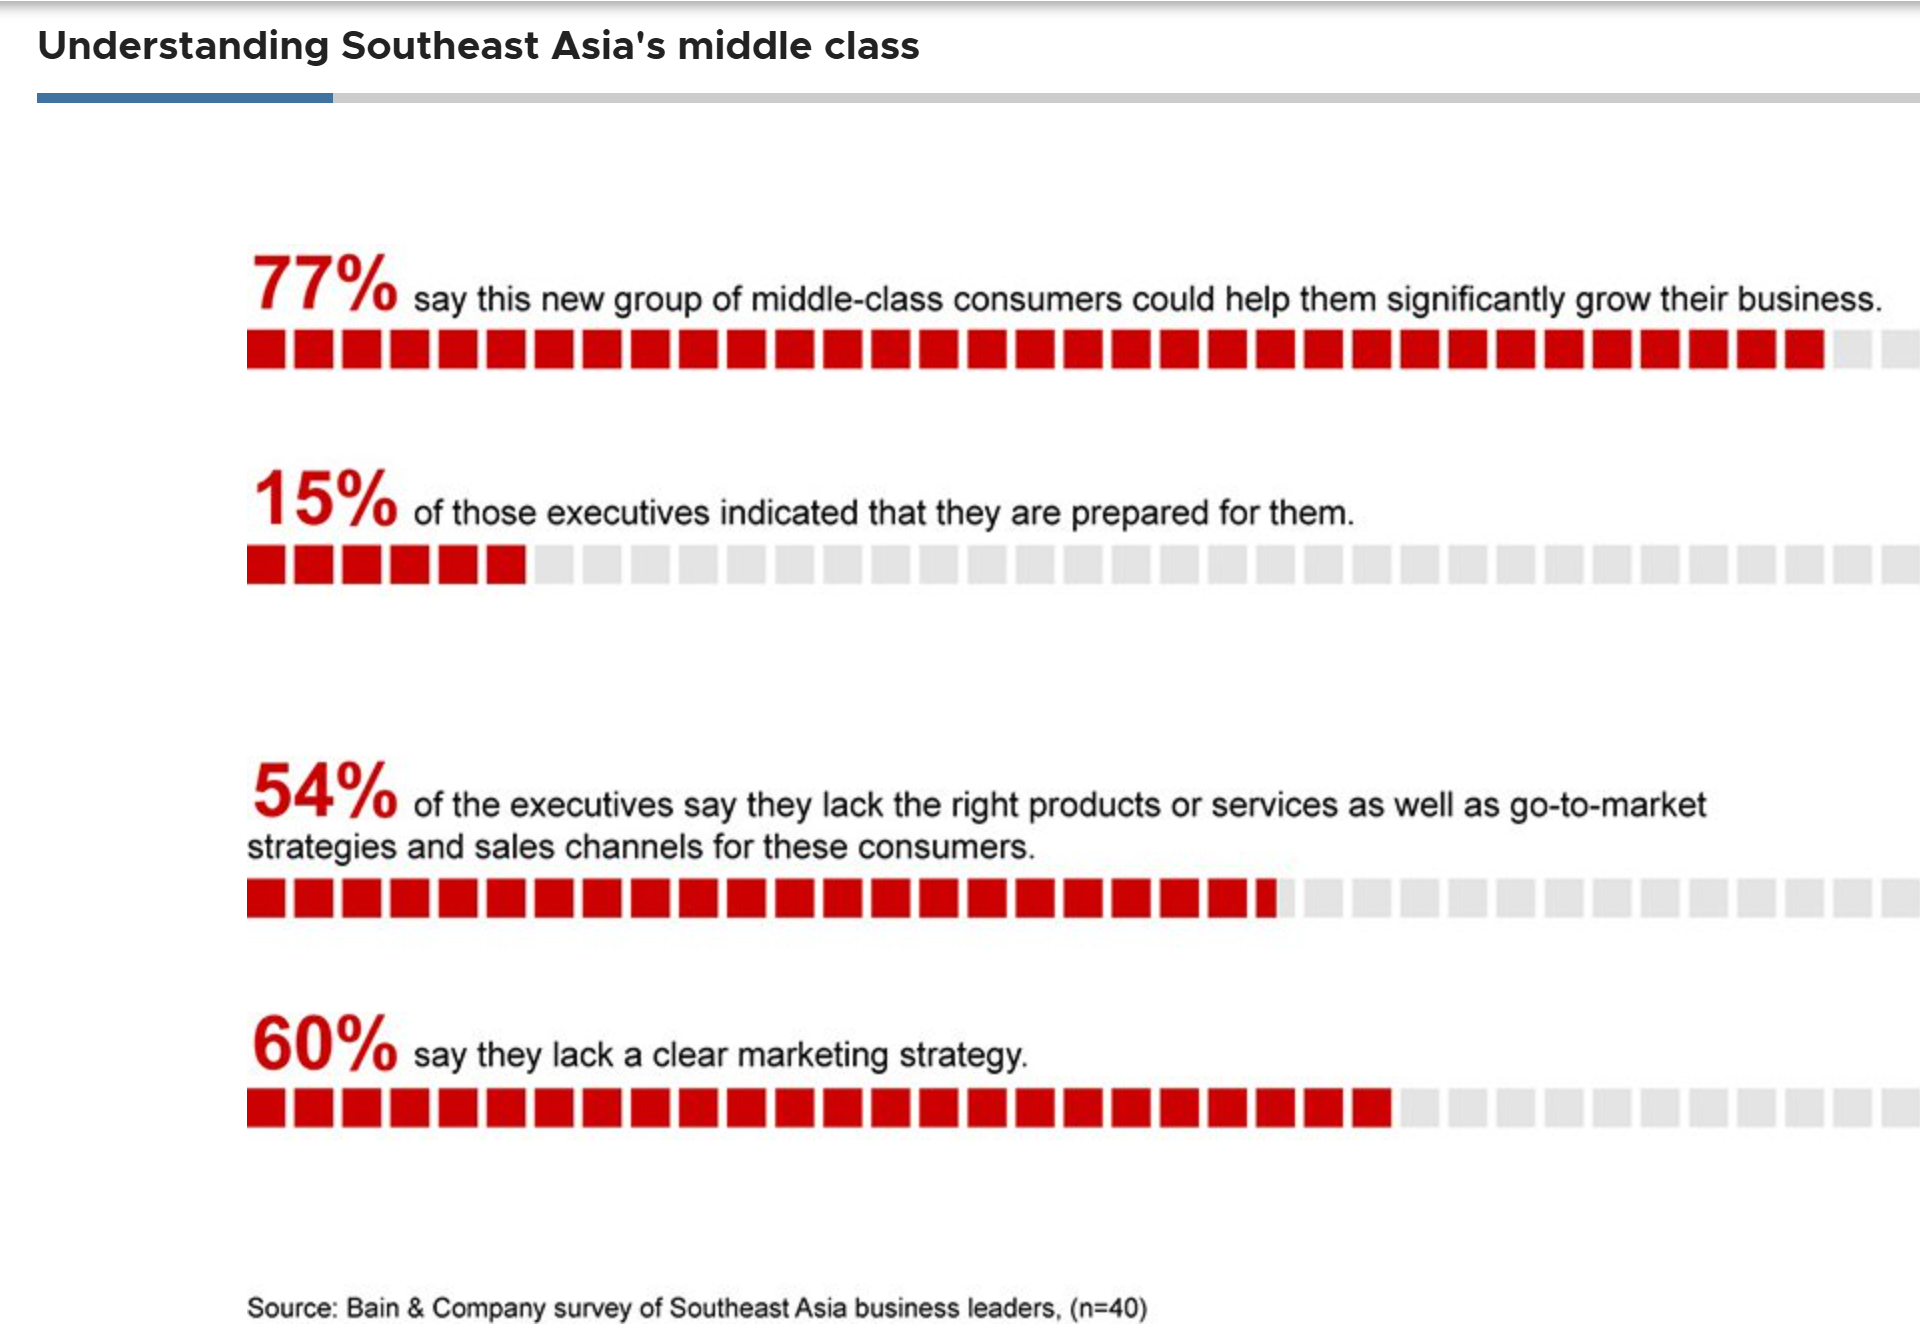 Understanding Southeast Asia's middle class
77% say this new group of middle-class consumers could help them significantly grow their business.
15% of those executives indicated that they are prepared for them.
54% of the executives say they lack the right products or services as well as go-to-market
strategies and sales channels for these consumers.
60% say they lack a clear marketing strategy.
Source: Bain & Company survey of Southeast Asia business leaders, (n=40)